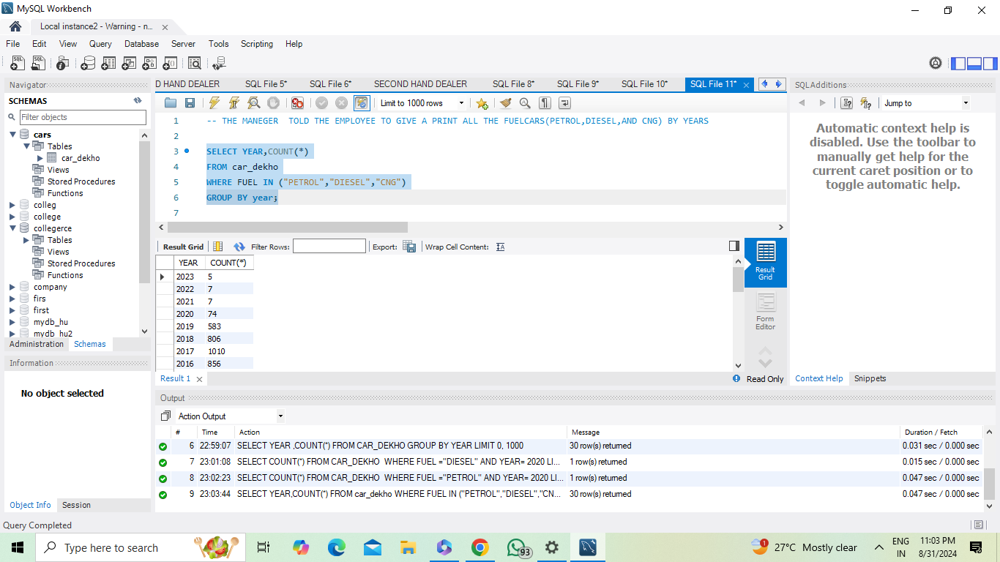 MySQL Workbench
Local instance2 - Warning - n...
File Edit View Query Database Server Tools Scripting Help
Navigator
SCHEMAS
Filter objects
cars
Tables
car_dekho
Views
Stored Procedures
Functions
colleg
college
collegerce
Tables
Views
Stored Procedures
Functions
company
firs
first
mydb_hu
mydb_hu2
Administration Schemas
Information
No object selected
Object Info Session
D HAND DEALER SQL File 5* SQL File 6* SECOND HAND DEALER SQL File 8* SQL File 9* SQL File 10* SQL File 11*
Limit to 1000 rows
1 -- THE MANEGER TOLD THE EMPLOYEE TO GIVE A PRINT ALL THE FUELCARS(PETROL,DIESEL,AND CNG) BY YEARS
2
3 SELECT YEAR,COUNT(*)
4 FROM car_dekho
5 WHERE FUEL IN ("PETROL","DIESEL","CNG")
6 GROUP BY year;
7
Result Grid Filter Rows: Export: Wrap Cell Content:
YEAR COUNT(*)
2023 5
2022 7
2021 7
2020 74
2019 583
2018 806
2017 1010
2016 856
Result Grid
Form Editor
Result 1
Read Only
SQLAdditions
Jump to
Automatic context help is
disabled. Use the toolbar to
manually get help for the
current caret position or to
toggle automatic help.
Context Help Snippets
Output
Action Output
# Time Action Message Duration / Fetch
6 22:59:07 SELECT YEAR ,COUNT(*) FROM CAR_DEKHO GROUP BY YEAR LIMIT 0, 1000 30 row(s) returned 0.031 sec / 0.000 sec
7 23:01:08 SELECT COUNT(*) FROM CAR_DEKHO WHERE FUEL ="DIESEL" AND YEAR= 2020 LI... 1 row(s) returned 0.015 sec / 0.000 sec
8 23:02:23 SELECT COUNT(*) FROM CAR_DEKHO WHERE FUEL ="PETROL" AND YEAR= 2020 LI... 1 row(s) returned 0.047 sec / 0.000 sec
9 23:03:44 SELECT YEAR,COUNT(*) FROM car_dekho WHERE FUEL IN ("PETROL","DIESEL","CN... 30 row(s) returned 0.047 sec / 0.000 sec
Query Completed
Type here to search
93
1
27°C Mostly clear
ENG
IN
11:03 PM
8/31/2024